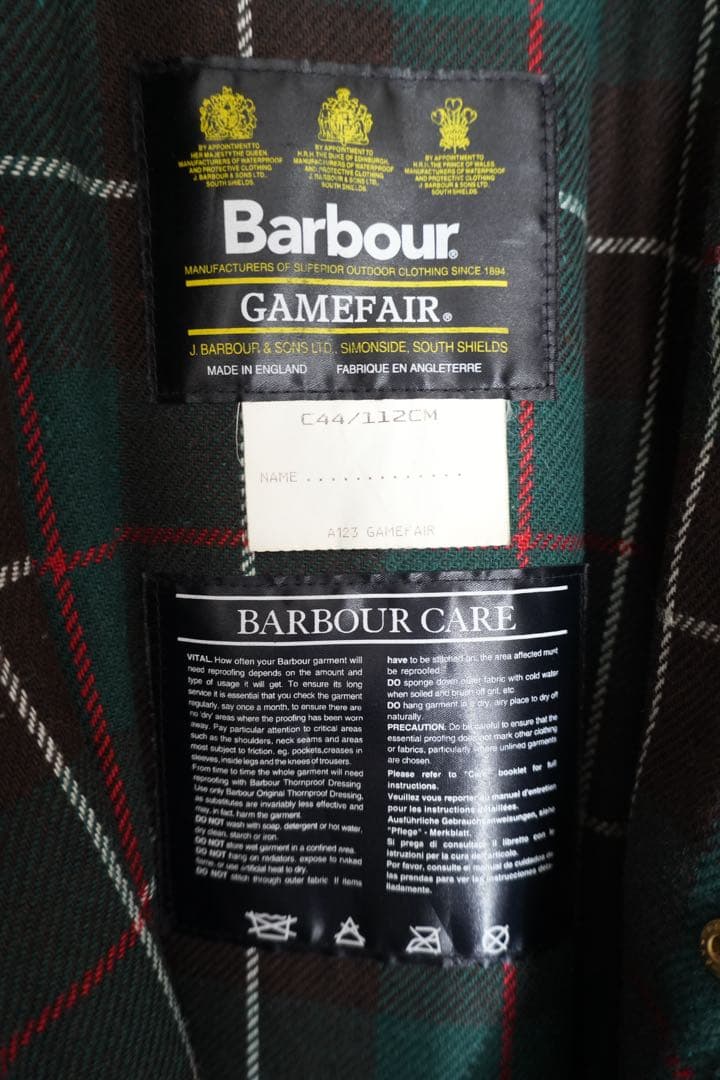 BY APPOINTMENT TO
HER MAJESTY THE QUEEN
MANUFACTURERS OF WATERPROOF
AND PROTECTIVE CLOTHING
J. BARBOUR & SONS LTD.
SOUTH SHIELDS
BY APPOINTMENT TO
H.R.H. THE DUKE OF EDINBURGH
MANUFACTURERS OF WATERPROOF
AND PROTECTIVE CLOTHING
J. BARBOUR & SONS LTD,
SOUTH SHIELDS
BY APPOINTMENT TO
H.R.H. THE PRINCE OF WALES
MANUFACTURERS OF WATERPROOF
AND PROTECTIVE CLOTHING
J. BARBOUR & SONS LTD
SOUTH SHIELDS
Barbour®
MANUFACTURERS OF SUPERIOR OUTDOOR CLOTHING SINCE 1894
GAMEFAIR®
J. BARBOUR & SONS LTD., SIMONSIDE, SOUTH SHIELDS
MADE IN ENGLAND FABRIQUE EN ANGLETERRE
C44/112CM
NAME .............
A123 GAMEFAIR
BARBOUR CARE
VITAL. How often your Barbour garment will
need reproofing depends on the amount and
type of usage it will get. To ensure its long
service it is essential that you check the garment
regularly, say once a month, to ensure there are
no 'dry' areas where the proofing has been worn
away. Pay particular attention to critical areas
such as the shoulders, neck seams and areas
most subject to friction, eg. pockets,creases in
sleeves, inside legs and the knees of trousers.
From time to time the whole garment will need
reproofing with Barbour Thornproof Dressing
Use only Barbour Original Thornproof Dressing,
as substitutes are invariably less effective and
may, in fact, harm the garment.
DO NOT wash with soap, detergent or hot water,
dry clean, starch or iron.
DO NOT store wet garment in a confined area.
DO NOT hang on radiators, expose to naked
flame, or use artificial heat to dry.
DO NOT stitch through outer fabric. If items
have to be stitched on, the area affected must
be reproofed.
DO sponge down outer fabric with cold water
when soiled and brush off grit, etc.
DO hang garment in a dry, airy place to dry off
naturally.
PRECAUTION. Do be careful to ensure that the
essential proofing does not mark other clothing
or fabrics, particularly where unlined garments
are chosen.
Please refer to "Care" booklet for full
instructions.
Veuillez vous reporter au manuel d'entretien
pour les instructions détaillées.
Ausführliche Gebrauchsanweisungen, siehe
"Pflege" - Merkblatt.
Si prega di consultare il libretto con le
istruzioni per la cura dell'articolo.
Por favor, consulte el manual de cuidados de
las prendas para ver las instrucciones detalladamente.